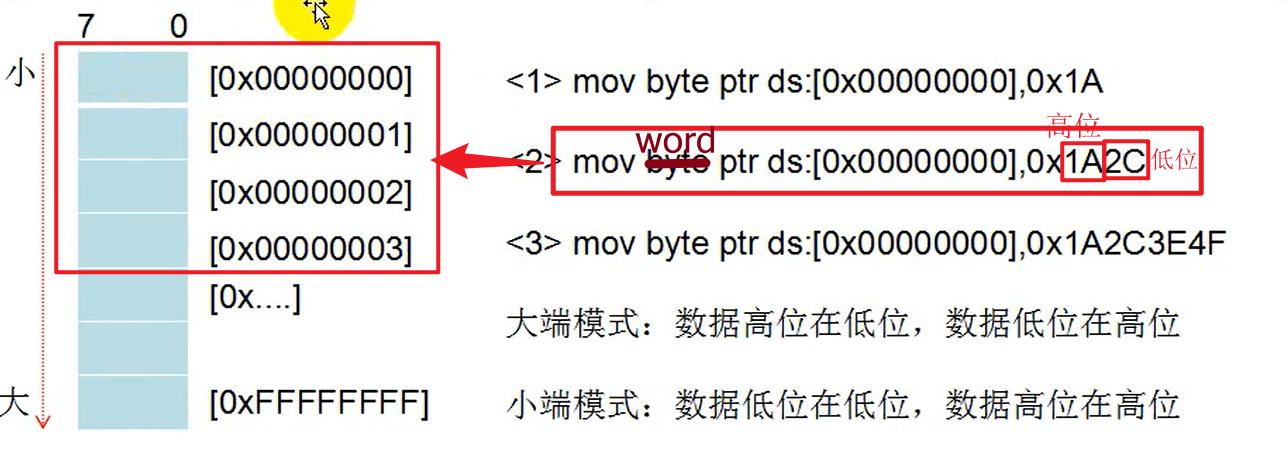 7 0
小
[0x00000000]
[0x00000001]
[0x00000002]
[0x00000003]
[0x....]
大
[0xFFFFFFFF]
<1> mov byte ptr ds:[0x00000000],0x1A
高位
word
<2> mov byte ptr ds:[0x00000000],0x1A2C 低位
<3> mov byte ptr ds:[0x00000000],0x1A2C3E4F
大端模式：数据高位在低位，数据低位在高位
小端模式：数据低位在低位，数据高位在高位